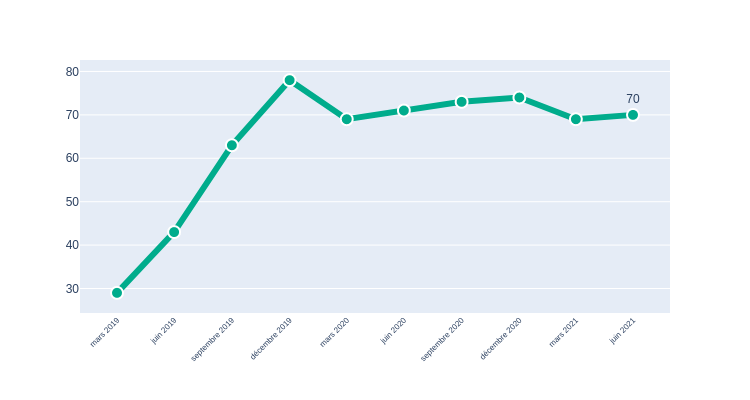 80
70
60
50
40
30
70
mars 2019
juin 2019
septembre 2019
décembre 2019
mars 2020
juin 2020
septembre 2020
décembre 2020
mars 2021
juin 2021